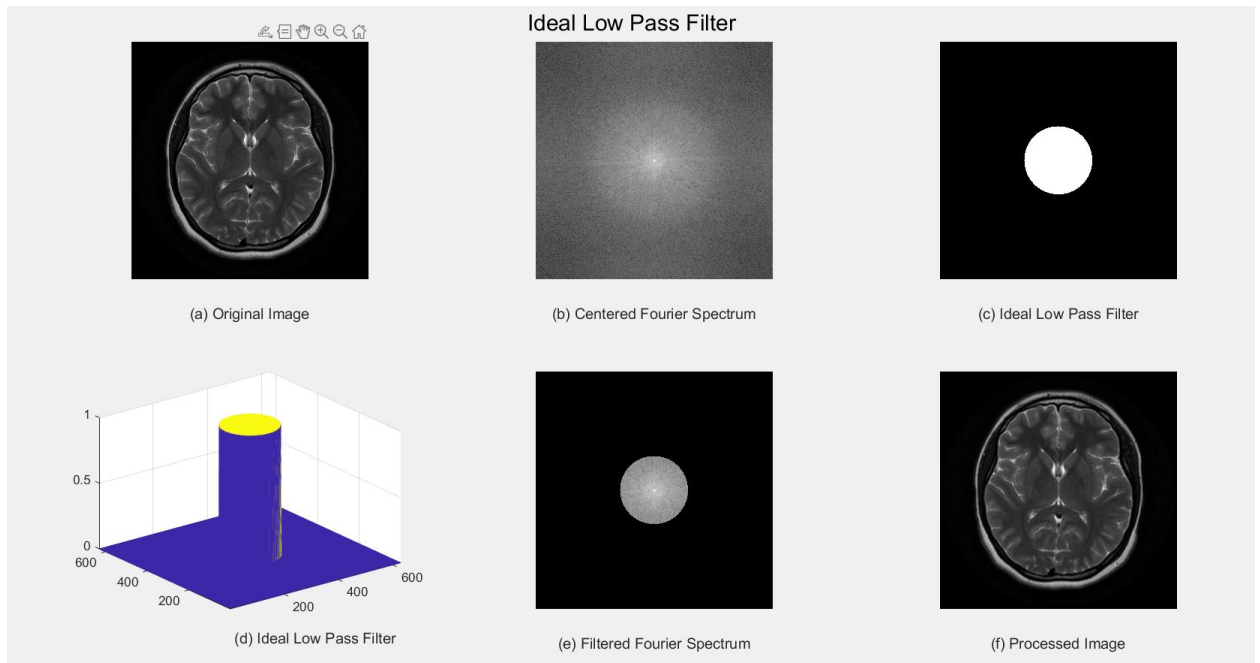 Ideal Low Pass Filter
(a) Original Image
(b) Centered Fourier Spectrum
(c) Ideal Low Pass Filter
1
0.5
0
600
400
200
200
400
600
(d) Ideal Low Pass Filter
(e) Filtered Fourier Spectrum
(f) Processed Image